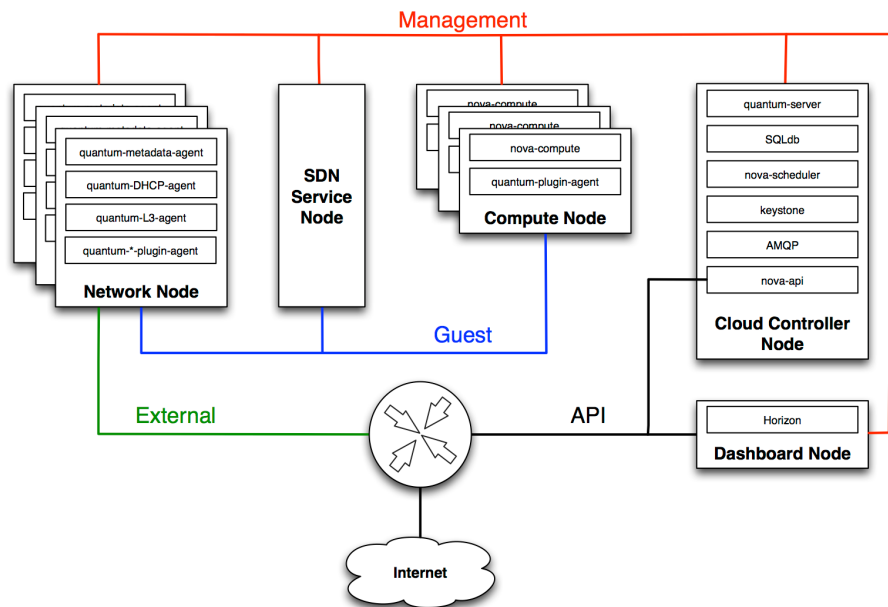 Management
nova-compute
nova-compute
quantum-metadata-agent
quantum-DHCP-agent
quantum-L3-agent
quantum-*-plugin-agent
Network Node
SDN
Service
Node
nova-compute
quantum-plugin-agent
Compute Node
quantum-server
SQLdb
nova-scheduler
keystone
AMQP
nova-api
Cloud Controller
Node
Guest
External
API
Horizon
Dashboard Node
Internet